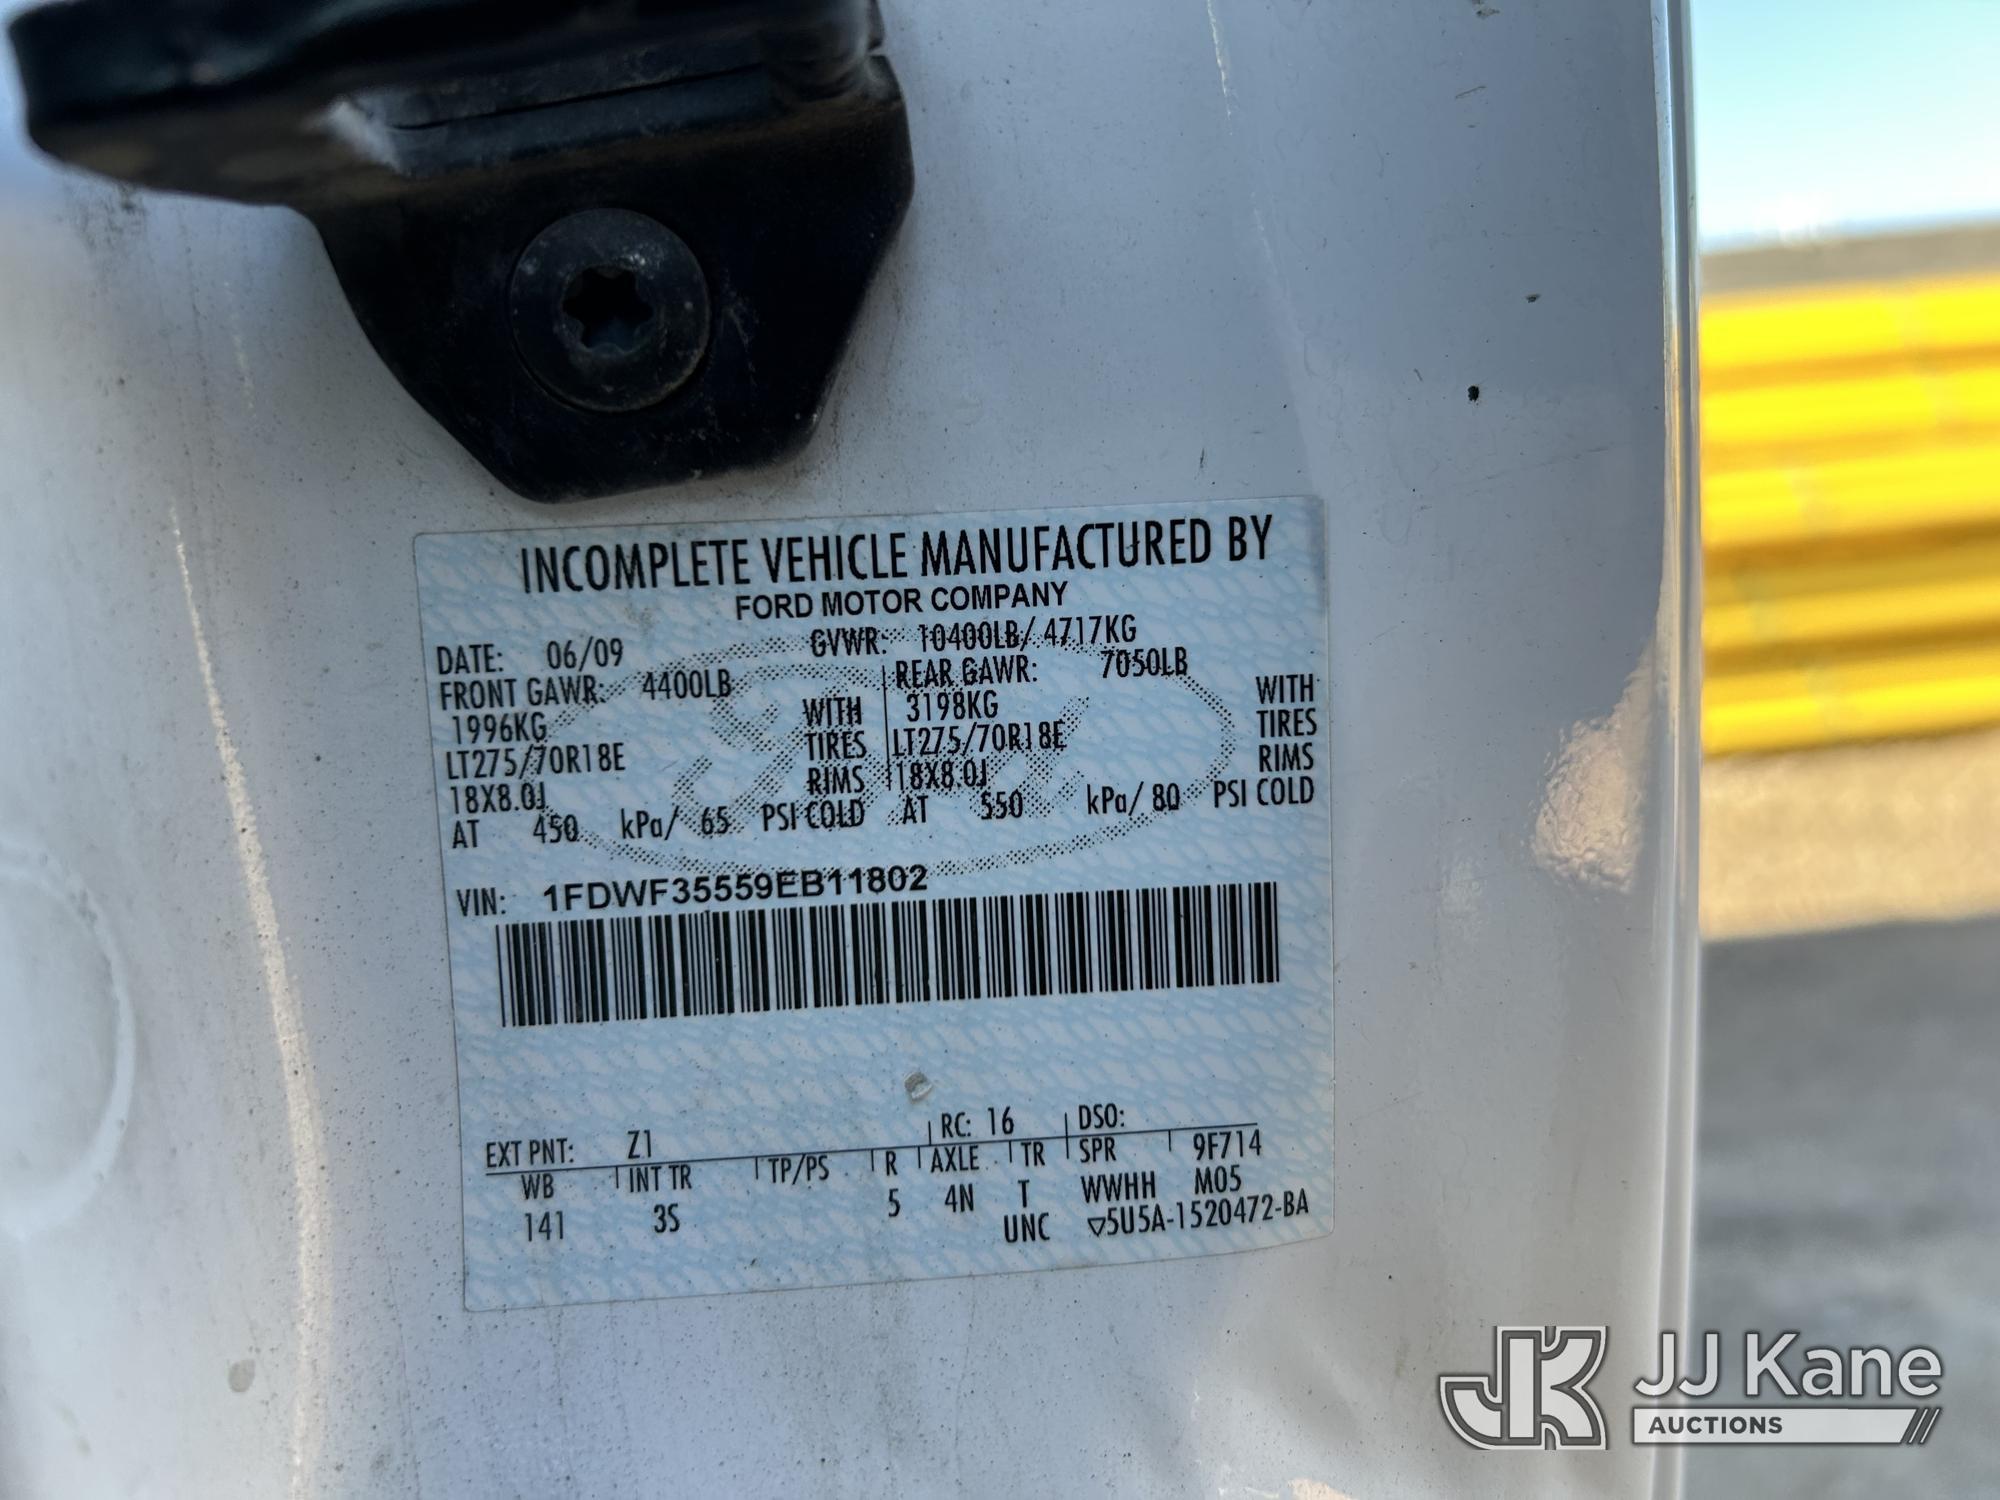 INCOMPLETE VEHICLE MANUFACTURED BY
FORD MOTOR COMPANY
DATE: 06/09 GVWR: 10400LB/ 4717KG
FRONT GAWR: 4400LB REAR GAWR: 7050LB
1996KG WITH 3198KG WITH
LT275/70R18E TIRES LT275/70R18E TIRES
18X8.0J RIMS 18X8.0J RIMS
AT 450 kPa/ 65 PSI COLD AT 550 kPa/ 80 PSI COLD
VIN: 1FDWF35559EB11802
EXT PNT: Z1 RC: 16 DSO:
WB INT TR TP/PS R AXLE TR SPR 9F714
141 3S 5 4N T WWHH M05
UNC ▽5U5A-1520472-BA
JK JJ Kane
AUCTIONS